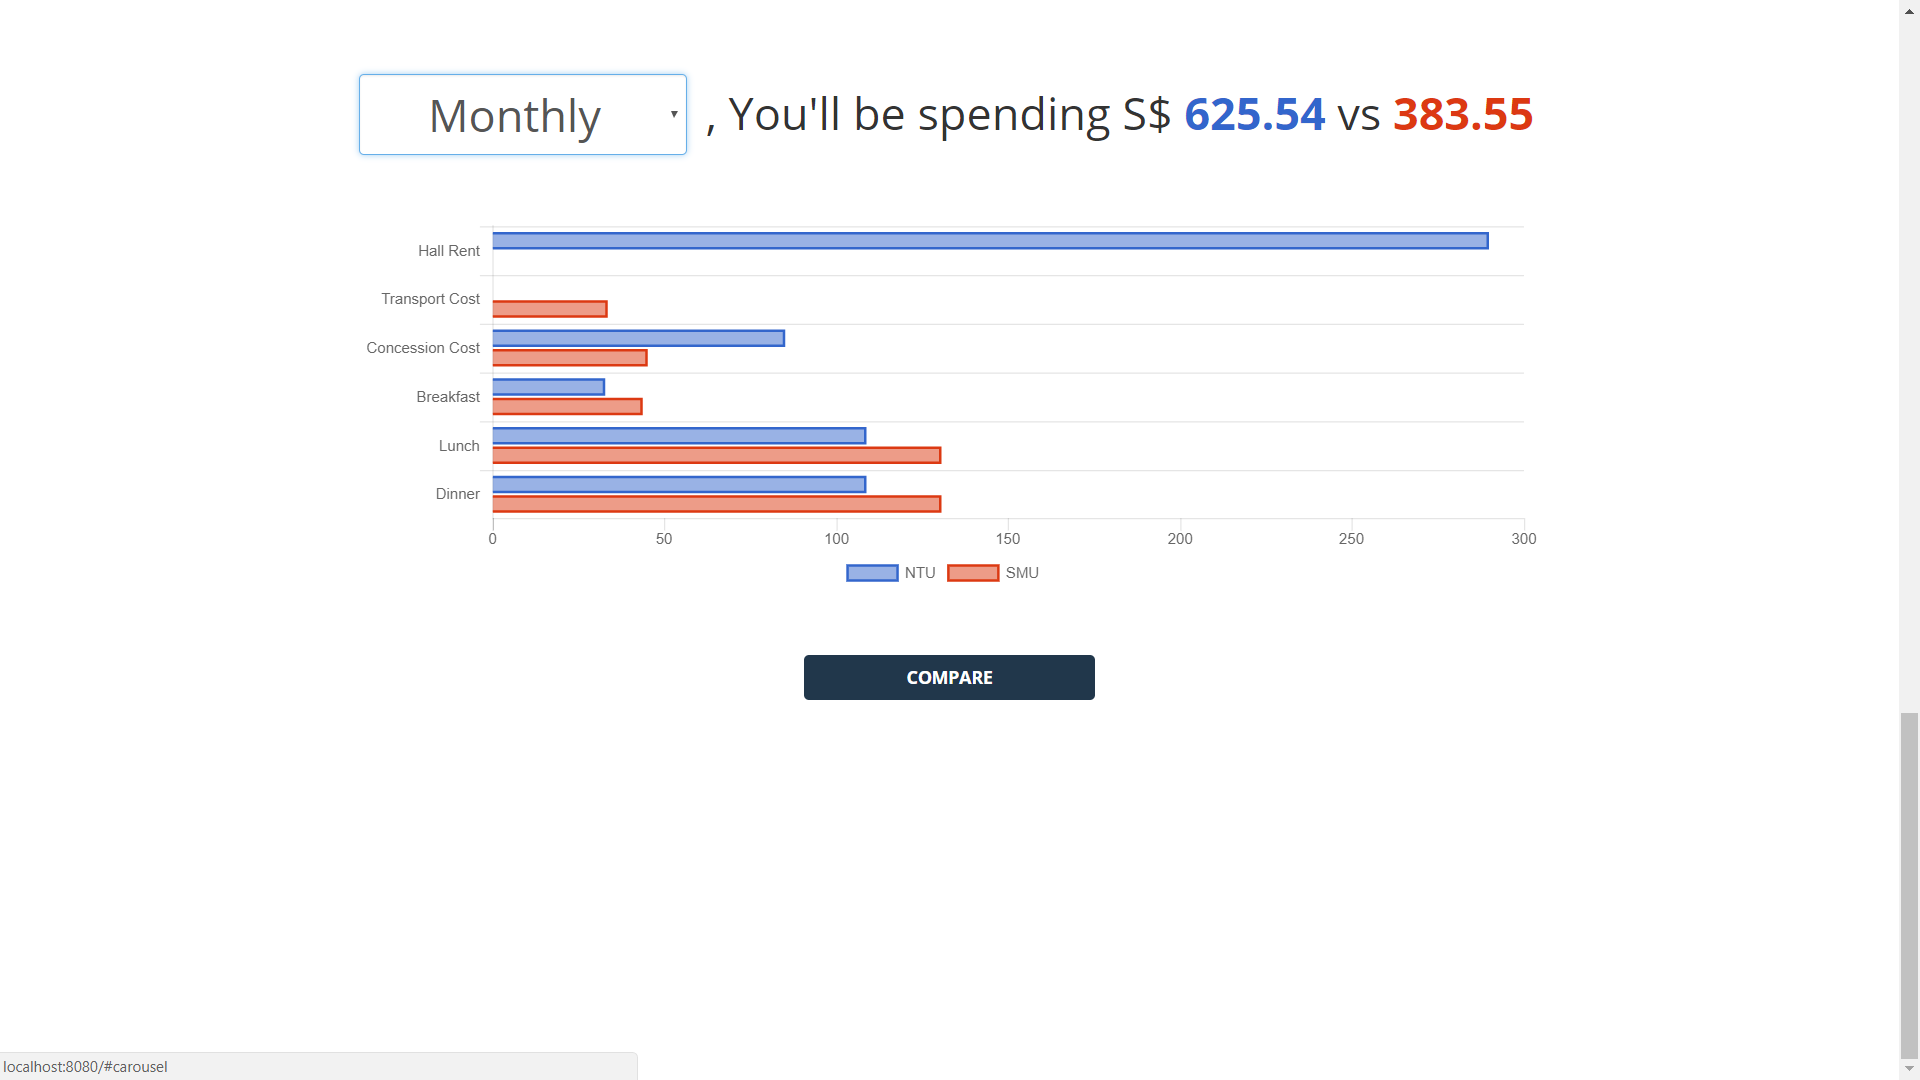 Monthly , You'll be spending S$ 625.54 vs 383.55
Hall Rent
Transport Cost
Concession Cost
Breakfast
Lunch
Dinner
0 50 100 150 200 250 300
NTU SMU
COMPARE
localhost:8080/#carousel